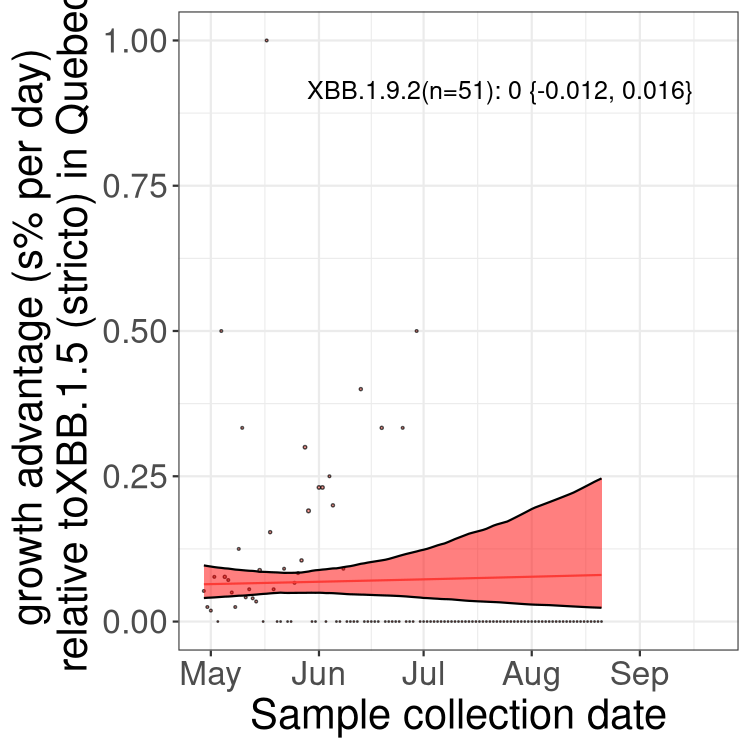 growth advantage (s% per day)
relative toXBB.1.5 (stricto) in Quebec
1.00
0.75
0.50
0.25
0.00
XBB.1.9.2(n=51): 0 {-0.012, 0.016}
May Jun Jul Aug Sep
Sample collection date